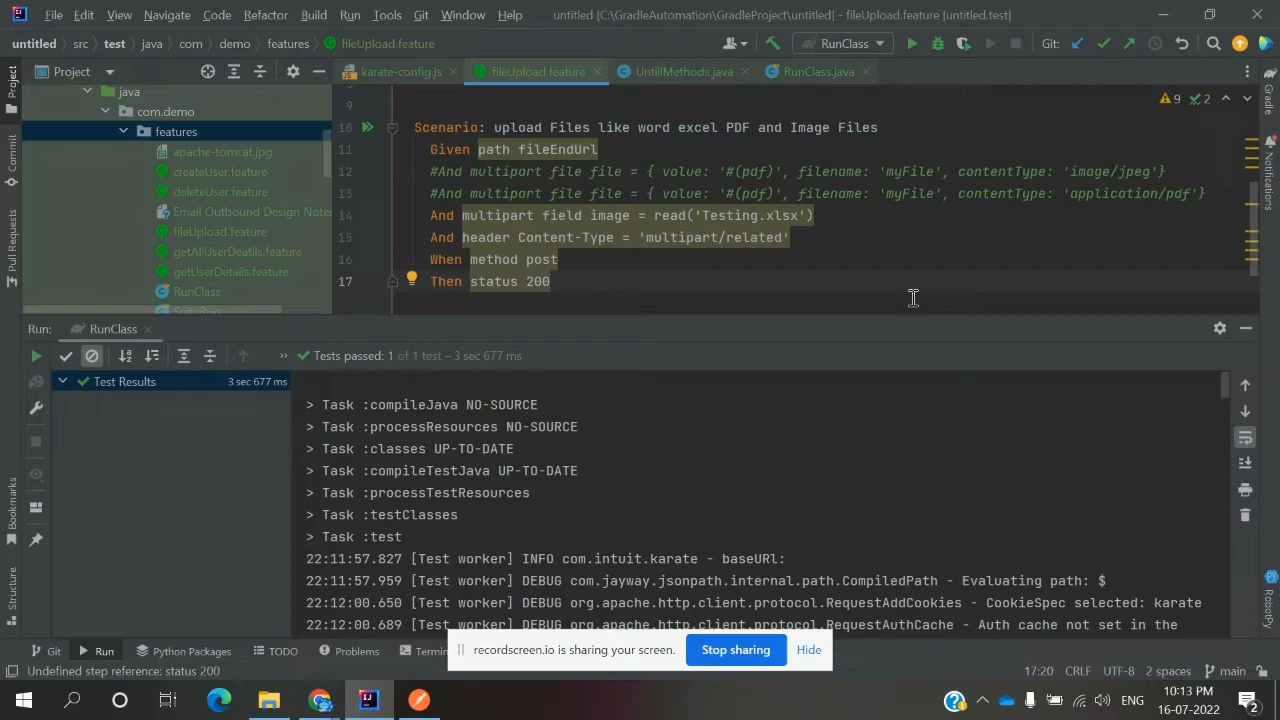 File Edit View Navigate Code Refactor Build Run Tools Git Window Help untitled [C:\GradleAutomation\GradleProject\untitled] - fileUpload.feature [untitled.test]
untitled src test java com demo features fileUpload.feature RunClass Git:
Project karate-config.js fileUpload.feature UntillMethods.java RunClass.java
java
com.demo
features
apache-tomcat.jpg
createUser.feature
deleteUser.feature
Email Outbound Design Notes
fileUpload.feature
getAllUserDeatils.feature
getUserDetails.feature
RunClass
9 2
9
10 Scenario: upload Files like word excel PDF and Image Files
11 Given path fileEndUrl
12 #And multipart file file = { value: '#(pdf)', filename: 'myFile', contentType: 'image/jpeg'}
13 #And multipart file file = { value: '#(pdf)', filename: 'myFile', contentType: 'application/pdf'}
14 And multipart field image = read('Testing.xlsx')
15 And header Content-Type = 'multipart/related'
16 When method post
17 Then status 200
Project
Commit
Pull Requests
Bookmarks
Structure
Gradle
Notifications
RoboPy
Run: RunClass
Tests passed: 1 of 1 test – 3 sec 677 ms
Test Results 3 sec 677 ms
> Task :compileJava NO-SOURCE
> Task :processResources NO-SOURCE
> Task :classes UP-TO-DATE
> Task :compileTestJava UP-TO-DATE
> Task :processTestResources
> Task :testClasses
> Task :test
22:11:57.827 [Test worker] INFO com.intuit.karate - baseURl:
22:11:57.959 [Test worker] DEBUG com.jayway.jsonpath.internal.path.CompiledPath - Evaluating path: $
22:12:00.650 [Test worker] DEBUG org.apache.http.client.protocol.RequestAddCookies - CookieSpec selected: karate
22:12:00.689 [Test worker] DEBUG org.apache.http.client.protocol.RequestAuthCache - Auth cache not set in the
Git Run Python Packages TODO Problems Termin
recordscreen.io is sharing your screen. Stop sharing Hide
Undefined step reference: status 200 17:20 CRLF UTF-8 2 spaces main
ENG 10:13 PM
16-07-2022
2